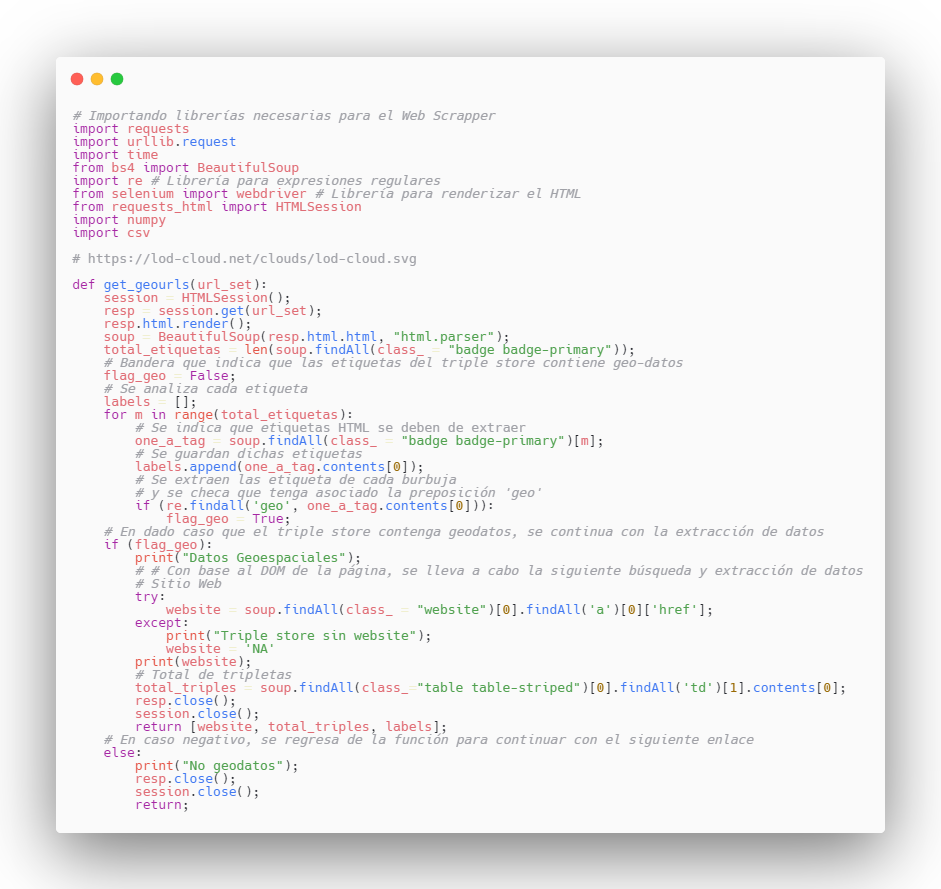 # Importando librerías necesarias para el Web Scrapper
import requests
import urllib.request
import time
from bs4 import BeautifulSoup
import re # Librería para expresiones regulares
from selenium import webdriver # Librería para renderizar el HTML
from requests_html import HTMLSession
import numpy
import csv

# https://lod-cloud.net/clouds/lod-cloud.svg

def get_geourls(url_set):
    session = HTMLSession();
    resp = session.get(url_set);
    resp.html.render();
    soup = BeautifulSoup(resp.html.html, "html.parser");
    total_etiquetas = len(soup.findAll(class_ = "badge badge-primary"));
    # Bandera que indica que las etiquetas del triple store contiene geo-datos
    flag_geo = False;
    # Se analiza cada etiqueta
    labels = [];
    for m in range(total_etiquetas):
        # Se indica que etiquetas HTML se deben de extraer
        one_a_tag = soup.findAll(class_ = "badge badge-primary")[m];
        # Se guardan dichas etiquetas
        labels.append(one_a_tag.contents[0]);
        # Se extraen las etiqueta de cada burbuja
        # y se checa que tenga asociado la preposición 'geo'
        if (re.findall('geo', one_a_tag.contents[0])):
            flag_geo = True;
    # En dado caso que el triple store contenga geodatos, se continua con la extracción de datos
    if (flag_geo):
        print("Datos Geoespaciales");
        # # Con base al DOM de la página, se lleva a cabo la siguiente búsqueda y extracción de datos
        # Sitio Web
        try:
            website = soup.findAll(class_ = "website")[0].findAll('a')[0]['href'];
        except:
            print("Triple store sin website");
            website = 'NA'
        print(website);
        # Total de tripletas
        total_triples = soup.findAll(class_="table table-striped")[0].findAll('td')[1].contents[0];
        resp.close();
        session.close();
        return [website, total_triples, labels];
    # En caso negativo, se regresa de la función para continuar con el siguiente enlace
    else:
        print("No geodatos");
        resp.close();
        session.close();
        return;